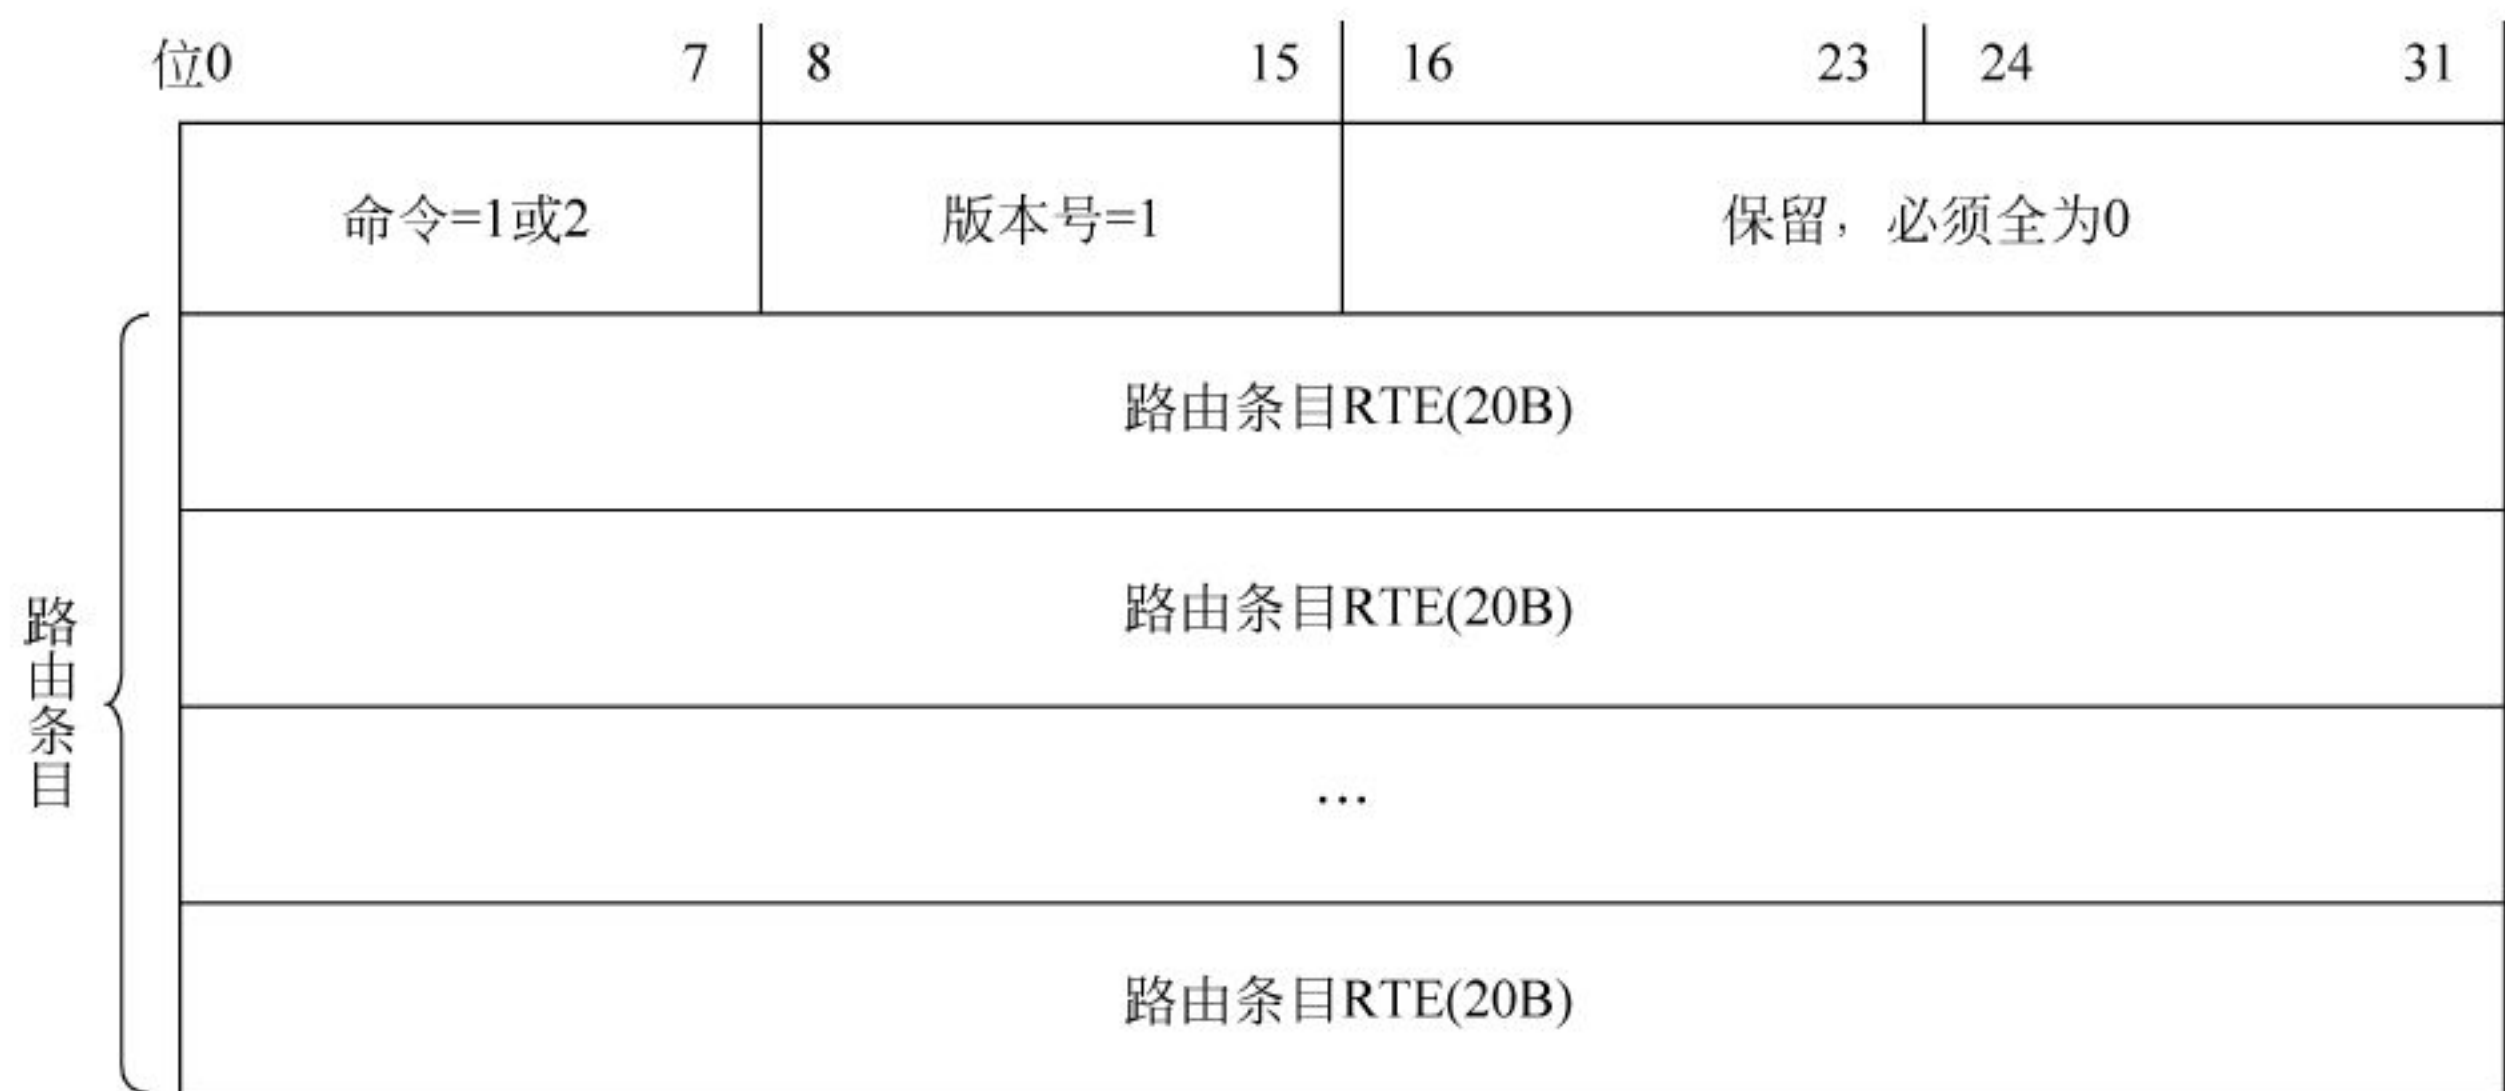 位0 7 8 15 16 23 24 31
命令=1或2 版本号=1 保留，必须全为0
路由条目RTE(20B)
路由条目RTE(20B)
路由条目
…
路由条目RTE(20B)